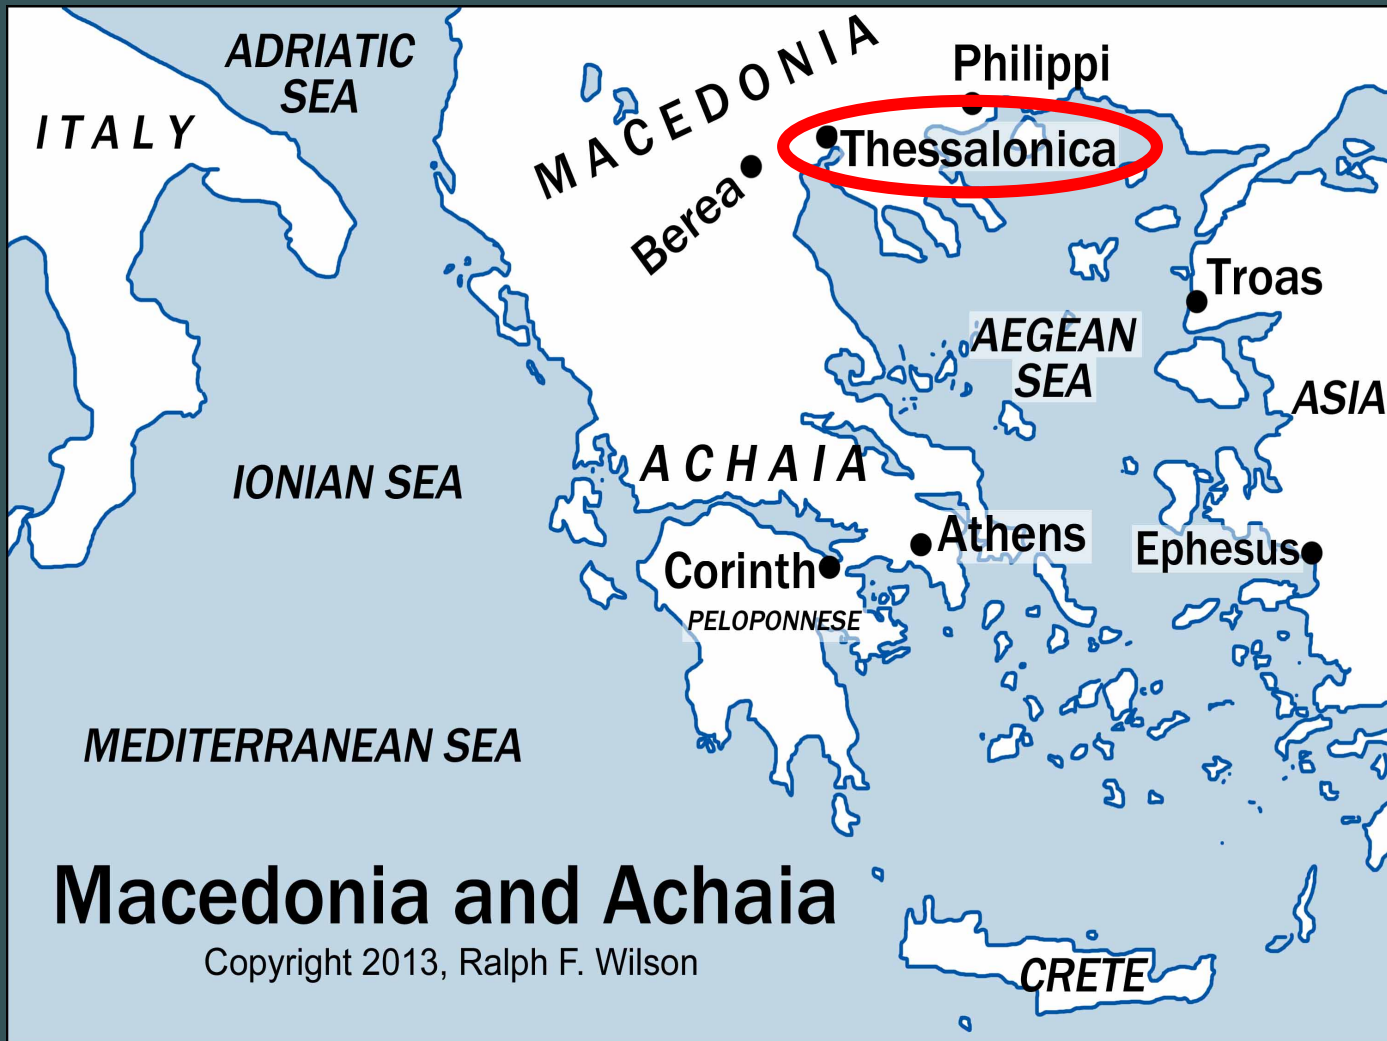 ADRIATIC
SEA
ITALY
MACEDONIA
Philippi
Thessalonica
Berea
Troas
AEGEAN
SEA
ASIA
ACHAIA
IONIAN SEA
Athens
Ephesus
Corinth
PELOPONNESE
MEDITERRANEAN SEA
Macedonia and Achaia
Copyright 2013, Ralph F. Wilson
CRETE